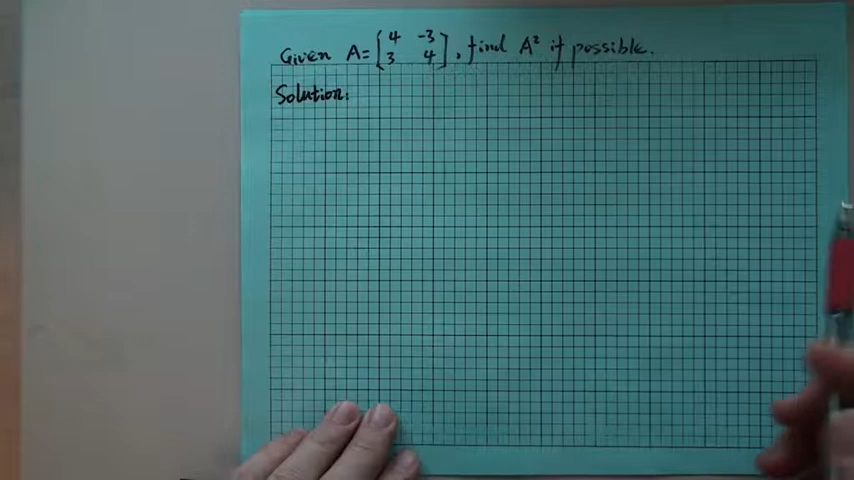 Given A = [4 -3
3 4], find A² if possible.
Solution: